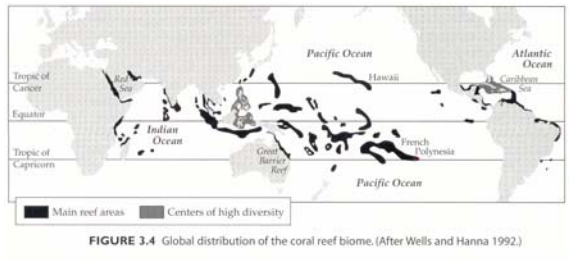 Pacific Ocean
Atlantic
Ocean
Tropic of
Cancer
Red
Sea
Hawaii
Caribbean
Sea
Equator
Indian
Ocean
Tropic of
Capricorn
Great
Barrier
Reef
French
Polynesia
Pacific Ocean
Main reef areas
Centers of high diversity
FIGURE 3.4 Global distribution of the coral reef biome. (After Wells and Hanna 1992.)